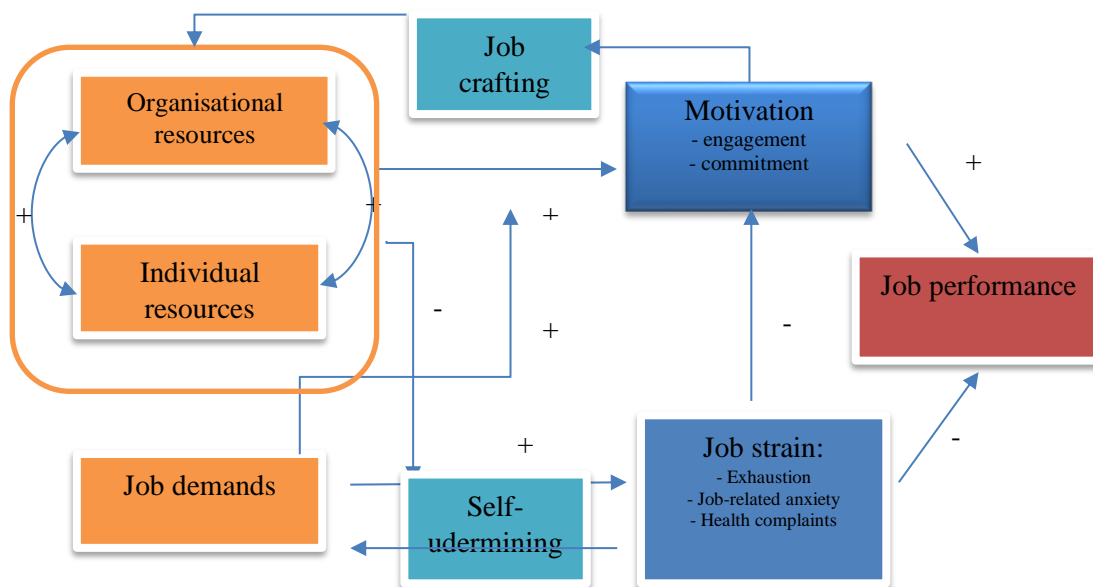 Job
crafting
Organisational
resources
Motivation
- engagement
- commitment
+
+
+
+
Individual
resources
Job performance
-
+
-
-
+
Job demands
Self-
udermining
Job strain:
- Exhaustion
- Job-related anxiety
- Health complaints